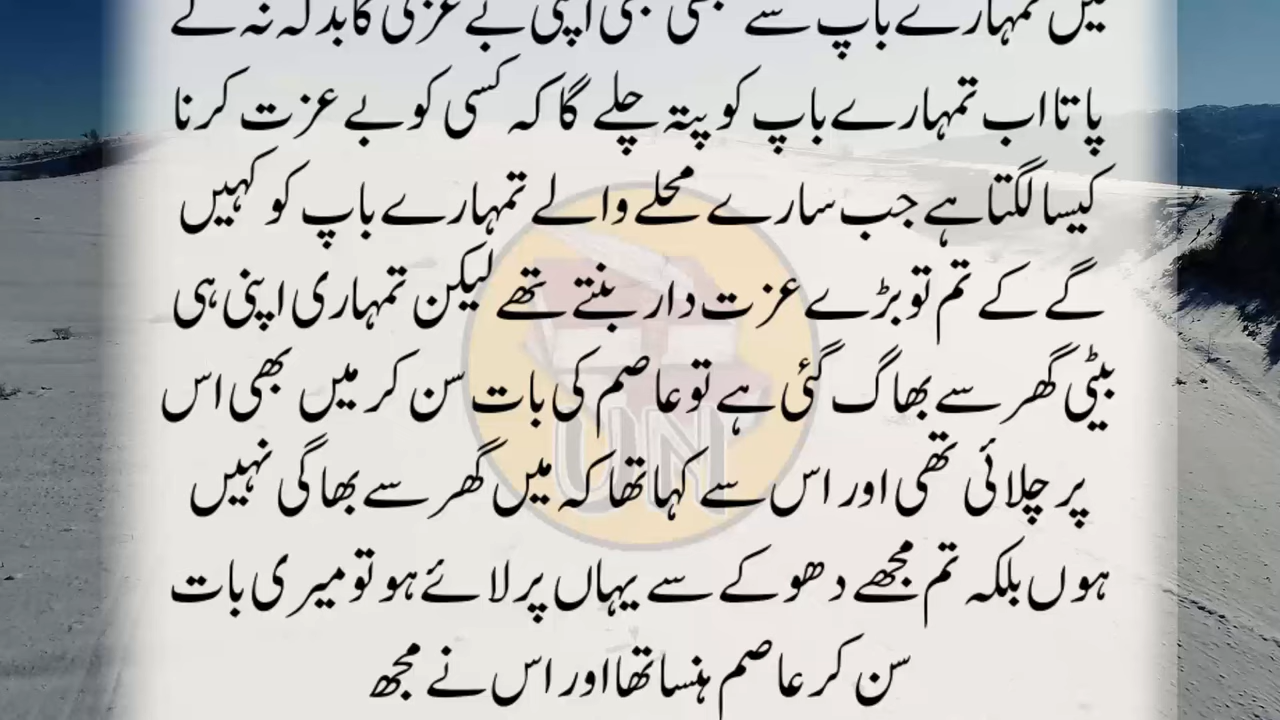 میں تمہارے باپ سے کبھی بھی اپنی بے عزتی کا بدلہ نہ لے
پاتا اب تمہارے باپ کو پتہ چلے گا کہ کسی کو بے عزت کرنا
کیسا لگتا ہے جب سارے محلے والے تمہارے باپ کو کہیں
گے کے تم تو بڑے عزت دار بنتے تھے لیکن تمہاری اپنی ہی
بیٹی گھر سے بھاگ گئی ہے تو عاصم کی بات سن کر میں بھی اس
پر چلائی تھی اور اس سے کہا تھا کہ میں گھر سے بھاگی نہیں
ہوں بلکہ تم مجھے دھوکے سے یہاں پر لائے ہو تو میری بات
سن کر عاصم ہنسا تھا اور اس نے مجھ
UN